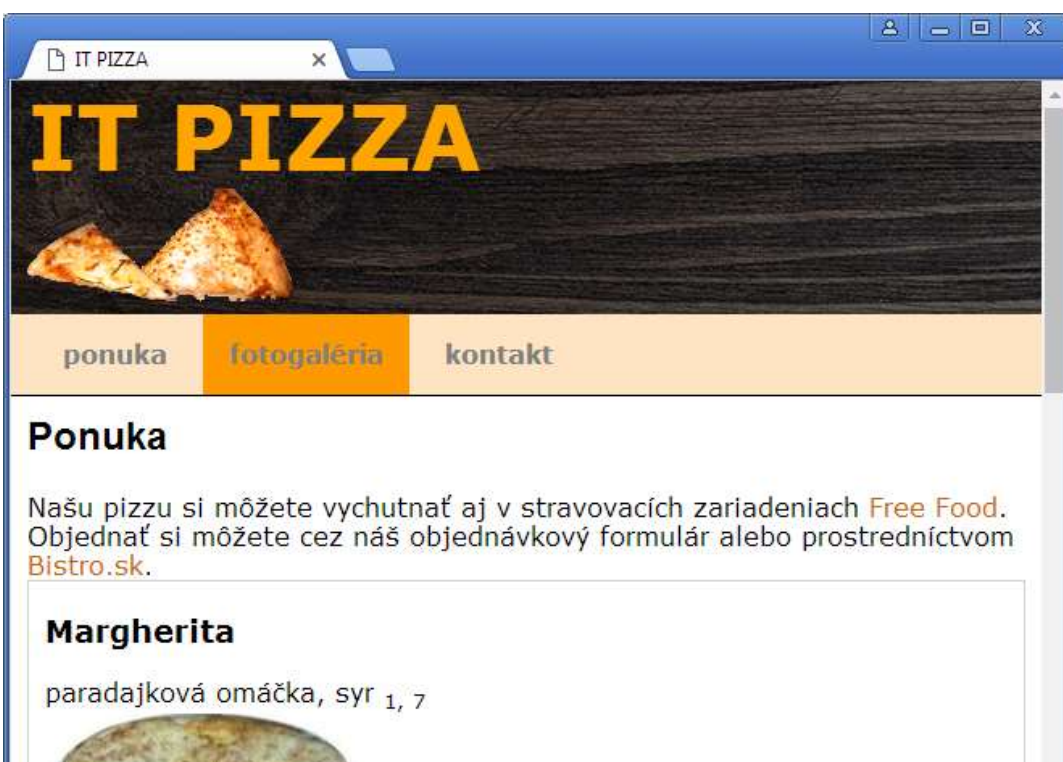 IT PIZZA
IT PIZZA
ponuka fotogaléria kontakt
Ponuka
Našu pizzu si môžete vychutnať aj v stravovacích zariadeniach Free Food.
Objednať si môžete cez náš objednávkový formulár alebo prostredníctvom
Bistro.sk.
Margherita
paradajková omáčka, syr 1, 7